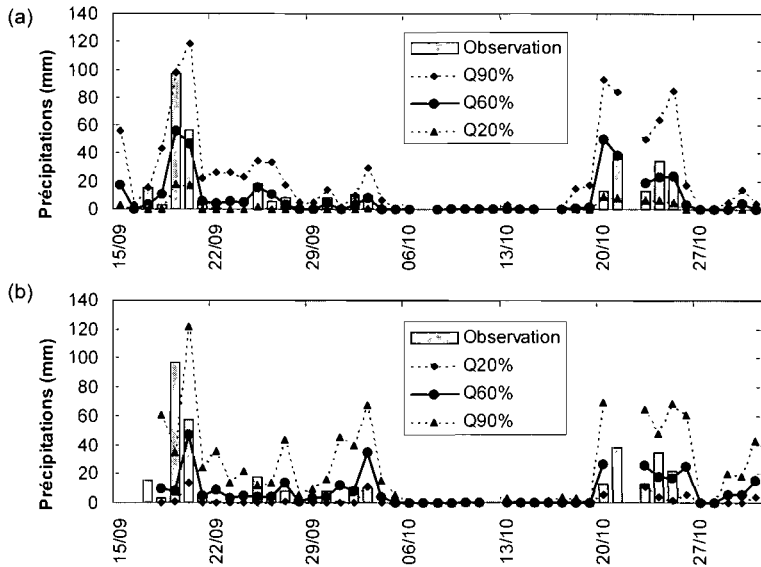 (a)
140
120
100
80
60
40
20
0
Précipitations (mm)
Observation
Q90%
Q60%
Q20%
15/09
22/09
29/09
06/10
13/10
20/10
27/10
(b)
140
120
100
80
60
40
20
0
Précipitations (mm)
Observation
Q20%
Q60%
Q90%
15/09
22/09
29/09
06/10
13/10
20/10
27/10